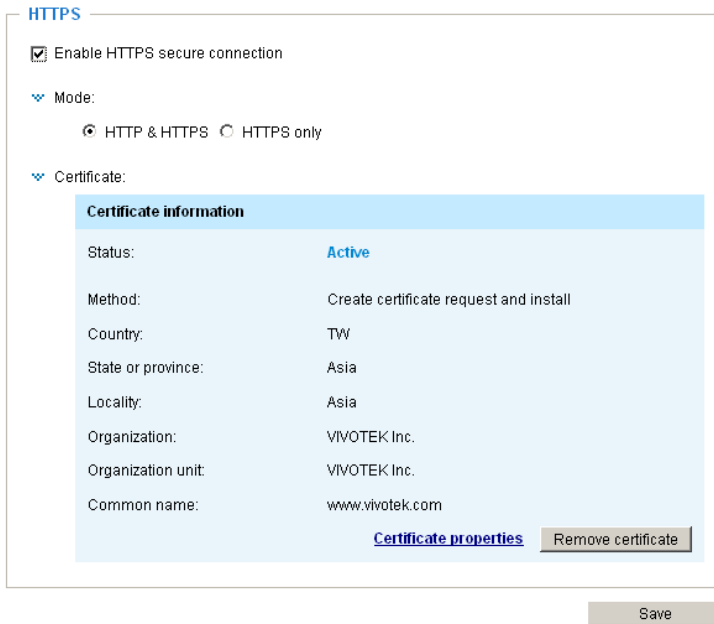 HTTPS
Enable HTTPS secure connection
Mode:
HTTP & HTTPS HTTPS only
Certificate:
Certificate information
Status: Active
Method: Create certificate request and install
Country: TW
State or province: Asia
Locality: Asia
Organization: VIVOTEK Inc.
Organization unit: VIVOTEK Inc.
Common name: www.vivotek.com
Certificate properties Remove certificate
Save